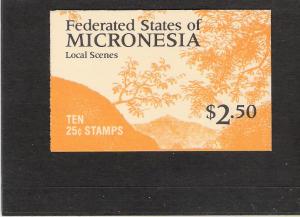 Federated States of
MICRONESIA
Local Scenes
$2.50
TEN
25¢ STAMPS